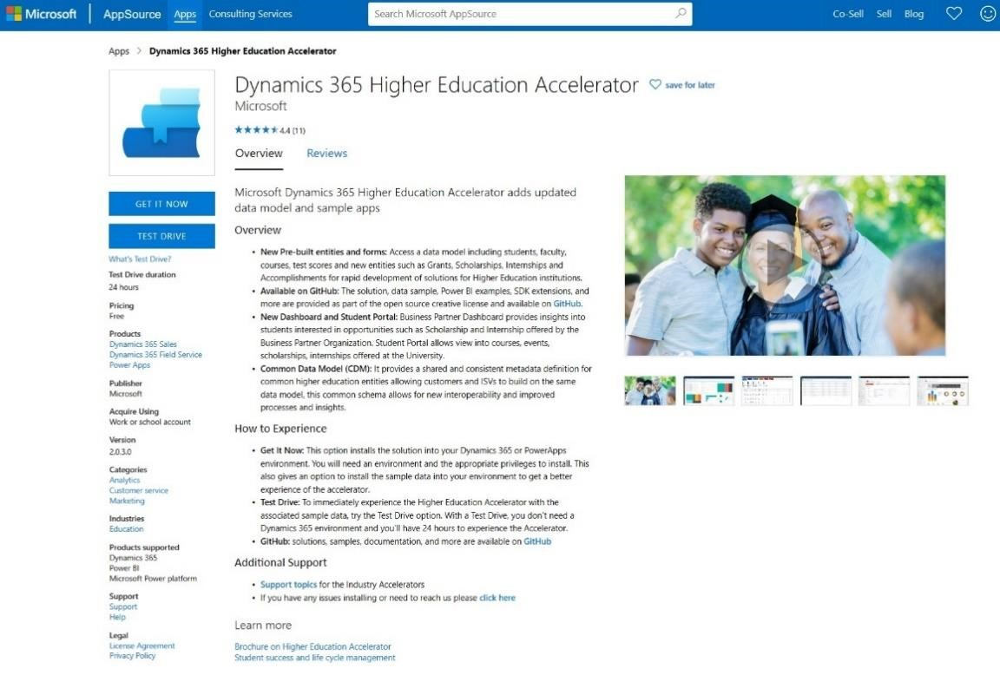 Microsoft
AppSource
Apps
Consulting Services
Search Microsoft AppSource
Co-Sell
Sell
Blog
Apps > Dynamics 365 Higher Education Accelerator
Dynamics 365 Higher Education Accelerator
save for later
Microsoft
4.4 (11)
Overview
Reviews
GET IT NOW
TEST DRIVE
What's Test Drive?
Test Drive duration
24 hours
Pricing
Free
Products
Dynamics 365 Sales
Dynamics 365 Field Service
Power Apps
Publisher
Microsoft
Acquire Using
Work or school account
Version
2.0.3.0
Categories
Analytics
Customer service
Marketing
Industries
Education
Products supported
Dynamics 365
Power BI
Microsoft Power platform
Support
Support
Help
Legal
License Agreement
Privacy Policy
Microsoft Dynamics 365 Higher Education Accelerator adds updated
data model and sample apps
Overview
• New Pre-built entities and forms: Access a data model including students, faculty,
courses, test scores and new entities such as Grants, Scholarships, Internships and
Accomplishments for rapid development of solutions for Higher Education institutions.
• Available on GitHub: The solution, data sample, Power BI examples, SDK extensions, and
more are provided as part of the open source creative license and available on GitHub.
• New Dashboard and Student Portal: Business Partner Dashboard provides insights into
students interested in opportunities such as Scholarship and Internship offered by the
Business Partner Organization. Student Portal allows view into courses, events,
scholarships, internships offered at the University.
• Common Data Model (CDM): It provides a shared and consistent metadata definition for
common higher education entities allowing customers and ISVs to build on the same
data model, this common schema allows for new interoperability and improved
processes and insights.
How to Experience
• Get it Now: This option installs the solution into your Dynamics 365 or PowerApps
environment. You will need an environment and the appropriate privileges to install. This
also gives an option to install the sample data into your environment to get a better
experience of the accelerator.
• Test Drive: To immediately experience the Higher Education Accelerator with the
associated sample data, try the Test Drive option. With a Test Drive, you don't need a
Dynamics 365 environment and you'll have 24 hours to experience the Accelerator.
• GitHub: solutions, samples, documentation, and more are available on GitHub
Additional Support
• Support topics for the Industry Accelerators
• If you have any issues installing or need to reach us please click here
Learn more
Brochure on Higher Education Accelerator
Student success and life cycle management